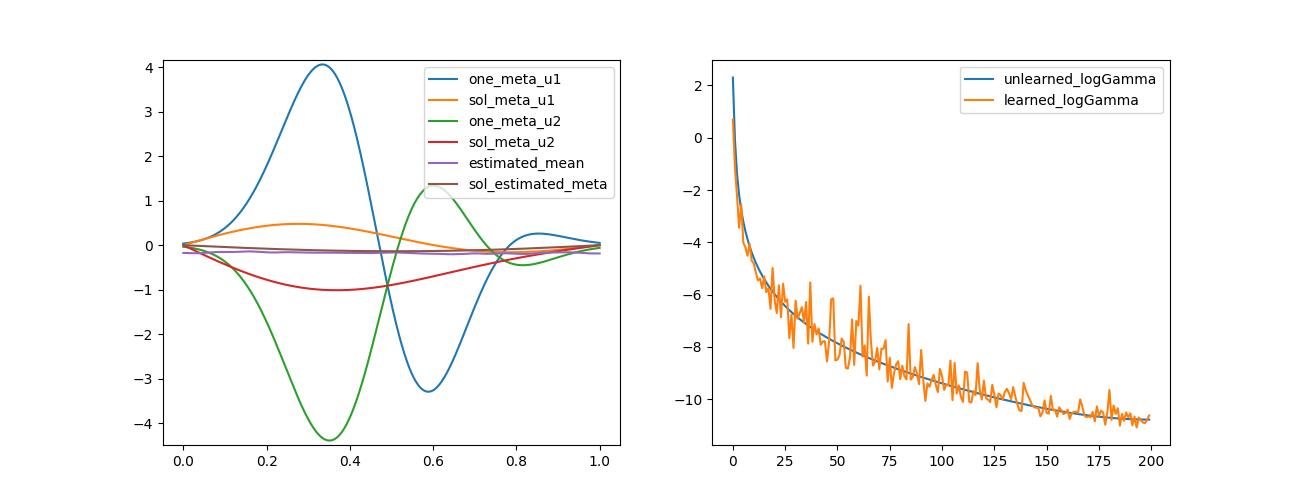 4
3
2
1
0
−1
−2
−3
−4
0.0 0.2 0.4 0.6 0.8 1.0
one_meta_u1
sol_meta_u1
one_meta_u2
sol_meta_u2
estimated_mean
sol_estimated_meta
2
0
−2
−4
−6
−8
−10
0 25 50 75 100 125 150 175 200
unlearned_logGamma
learned_logGamma